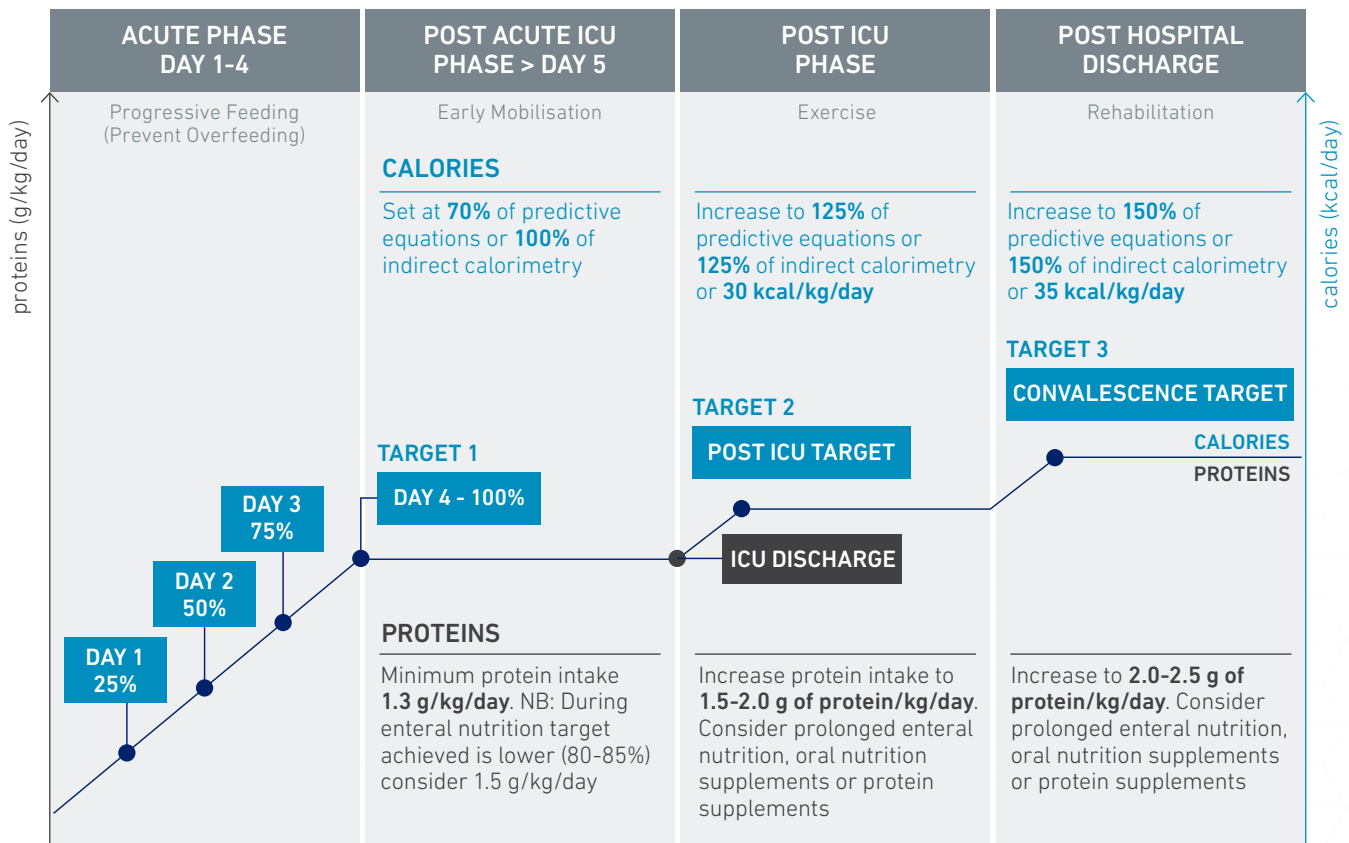 ACUTE PHASE
DAY 1-4
POST ACUTE ICU
PHASE > DAY 5
POST ICU
PHASE
POST HOSPITAL
DISCHARGE
proteins (g/kg/day)
calories (kcal/day)
Progressive Feeding
(Prevent Overfeeding)
Early Mobilisation
Exercise
Rehabilitation
CALORIES
Set at 70% of predictive
equations or 100% of
indirect calorimetry
Increase to 125% of
predictive equations or
125% of indirect calorimetry
or 30 kcal/kg/day
Increase to 150% of
predictive equations or
150% of indirect calorimetry
or 35 kcal/kg/day
DAY 1
25%
DAY 2
50%
DAY 3
75%
TARGET 1
DAY 4 - 100%
TARGET 2
POST ICU TARGET
ICU DISCHARGE
TARGET 3
CONVALESCENCE TARGET
CALORIES
PROTEINS
PROTEINS
Minimum protein intake
1.3 g/kg/day. NB: During
enteral nutrition target
achieved is lower (80-85%)
consider 1.5 g/kg/day
Increase protein intake to
1.5-2.0 g of protein/kg/day.
Consider prolonged enteral
nutrition, oral nutrition
supplements or protein
supplements
Increase to 2.0-2.5 g of
protein/kg/day. Consider
prolonged enteral nutrition,
oral nutrition supplements
or protein supplements